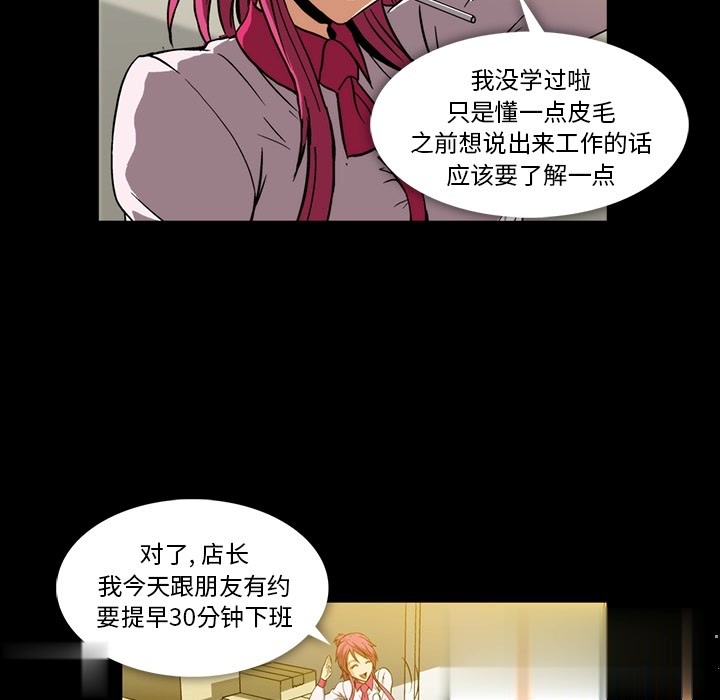 我没学过啦
只是懂一点皮毛
之前想说出来工作的话
应该要了解一点
对了, 店长
我今天跟朋友有约
要提早30分钟下班